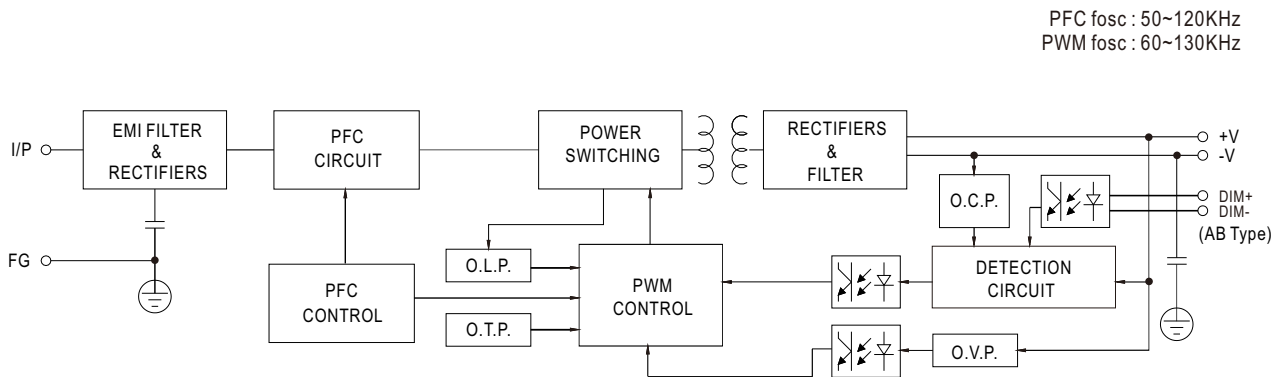 PFC fosc : 50~120KHz
PWM fosc : 60~130KHz
I/P
EMI FILTER
&
RECTIFIERS
PFC
CIRCUIT
POWER
SWITCHING
RECTIFIERS
&
FILTER
+V
-V
O.C.P.
DIM+
DIM-
(AB Type)
FG
O.L.P.
PFC
CONTROL
O.T.P.
PWM
CONTROL
DETECTION
CIRCUIT
O.V.P.